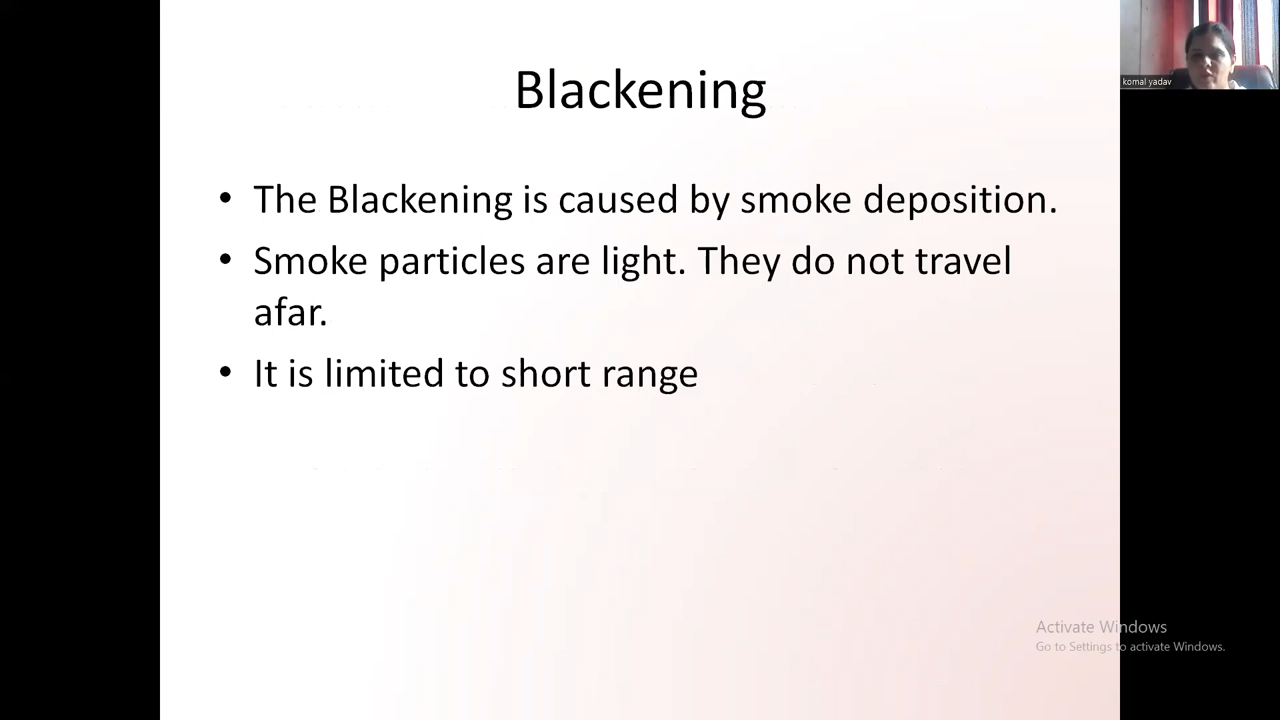 Blackening
• The Blackening is caused by smoke deposition.
• Smoke particles are light. They do not travel
afar.
• It is limited to short range
komal yadav
Activate Windows
Go to Settings to activate Windows.